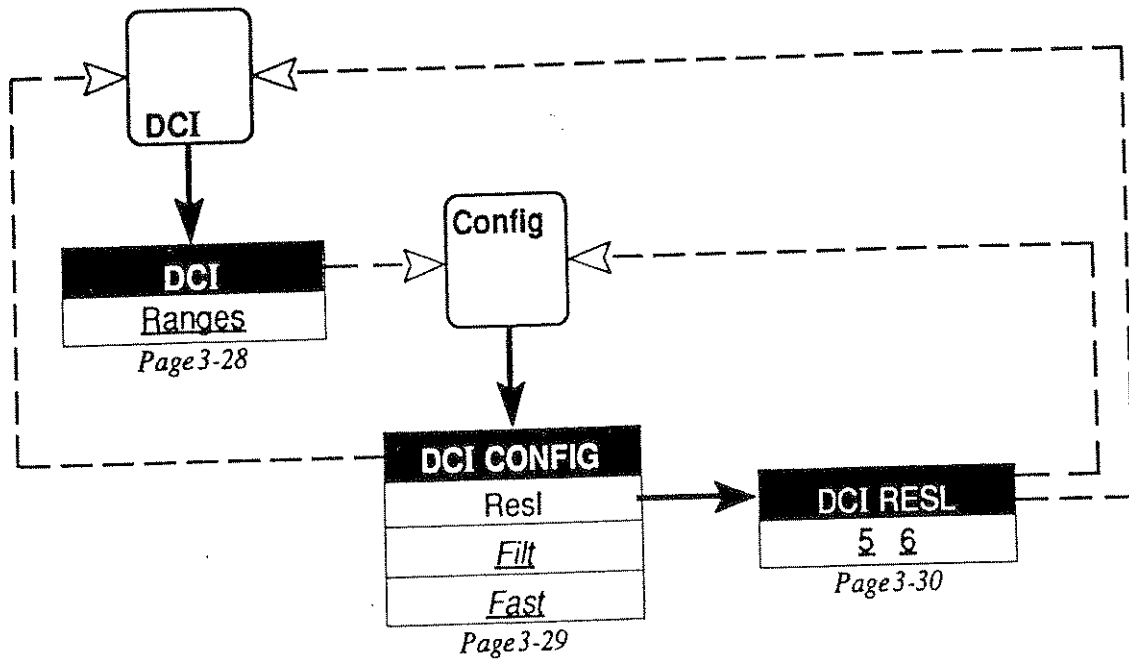 DCI
Config
DCI
Ranges
Page 3-28
DCI CONFIG
Resl
Filt
Fast
Page 3-29
DCI RESL
5 6
Page 3-30